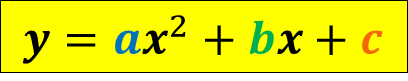 y = ax² + bx + c